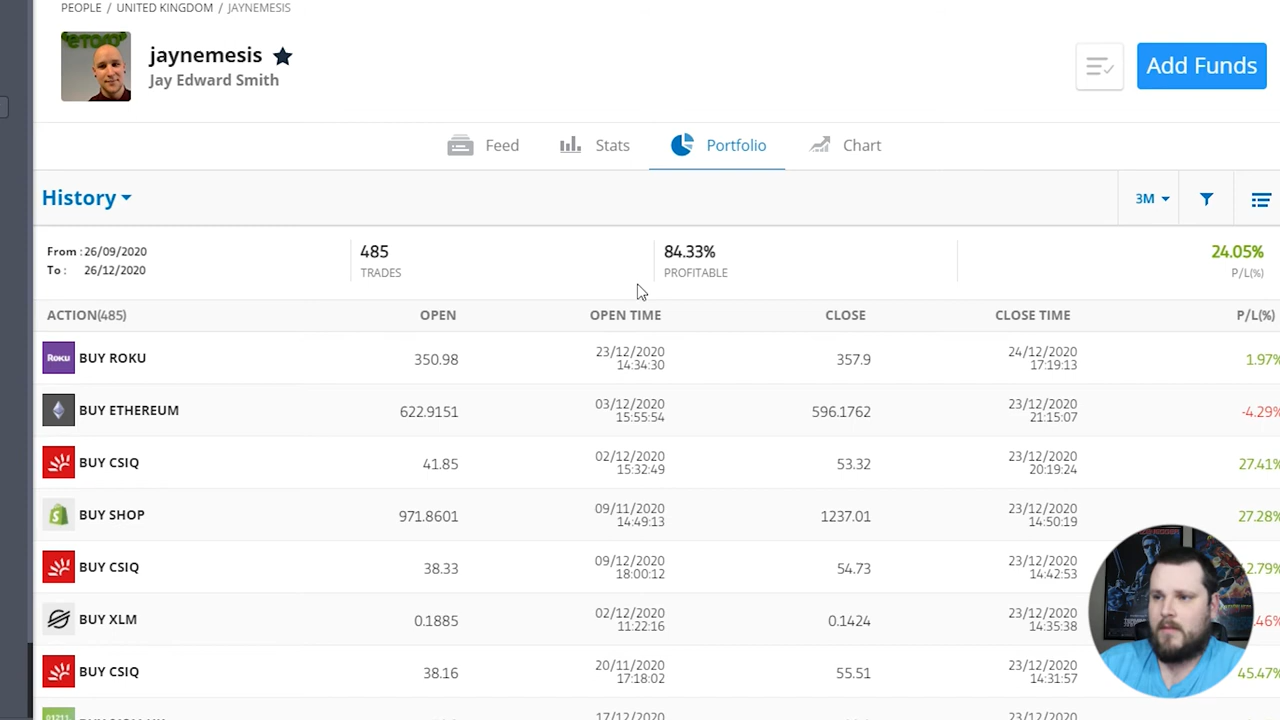 PEOPLE / UNITED KINGDOM / JAYNEMESIS
etoro
jaynemesis
Jay Edward Smith
Add Funds
Feed Stats Portfolio Chart
History 3M
From : 26/09/2020
To : 26/12/2020
485
TRADES
84.33%
PROFITABLE
24.05%
P/L(%)
ACTION(485) OPEN OPEN TIME CLOSE CLOSE TIME P/L(%)
Roku BUY ROKU 350.98 23/12/2020 14:34:30 357.9 24/12/2020 17:19:13 1.97%
BUY ETHEREUM 622.9151 03/12/2020 15:55:54 596.1762 23/12/2020 21:15:07 -4.29%
BUY CSIQ 41.85 02/12/2020 15:32:49 53.32 23/12/2020 20:19:24 27.41%
BUY SHOP 971.8601 09/11/2020 14:49:13 1237.01 23/12/2020 14:50:19 27.28%
BUY CSIQ 38.33 09/12/2020 18:00:12 54.73 23/12/2020 14:42:53 2.79%
BUY XLM 0.1885 02/12/2020 11:22:16 0.1424 23/12/2020 14:35:38 .46%
BUY CSIQ 38.16 20/11/2020 17:18:02 55.51 23/12/2020 14:31:57 45.47%
17/12/2020